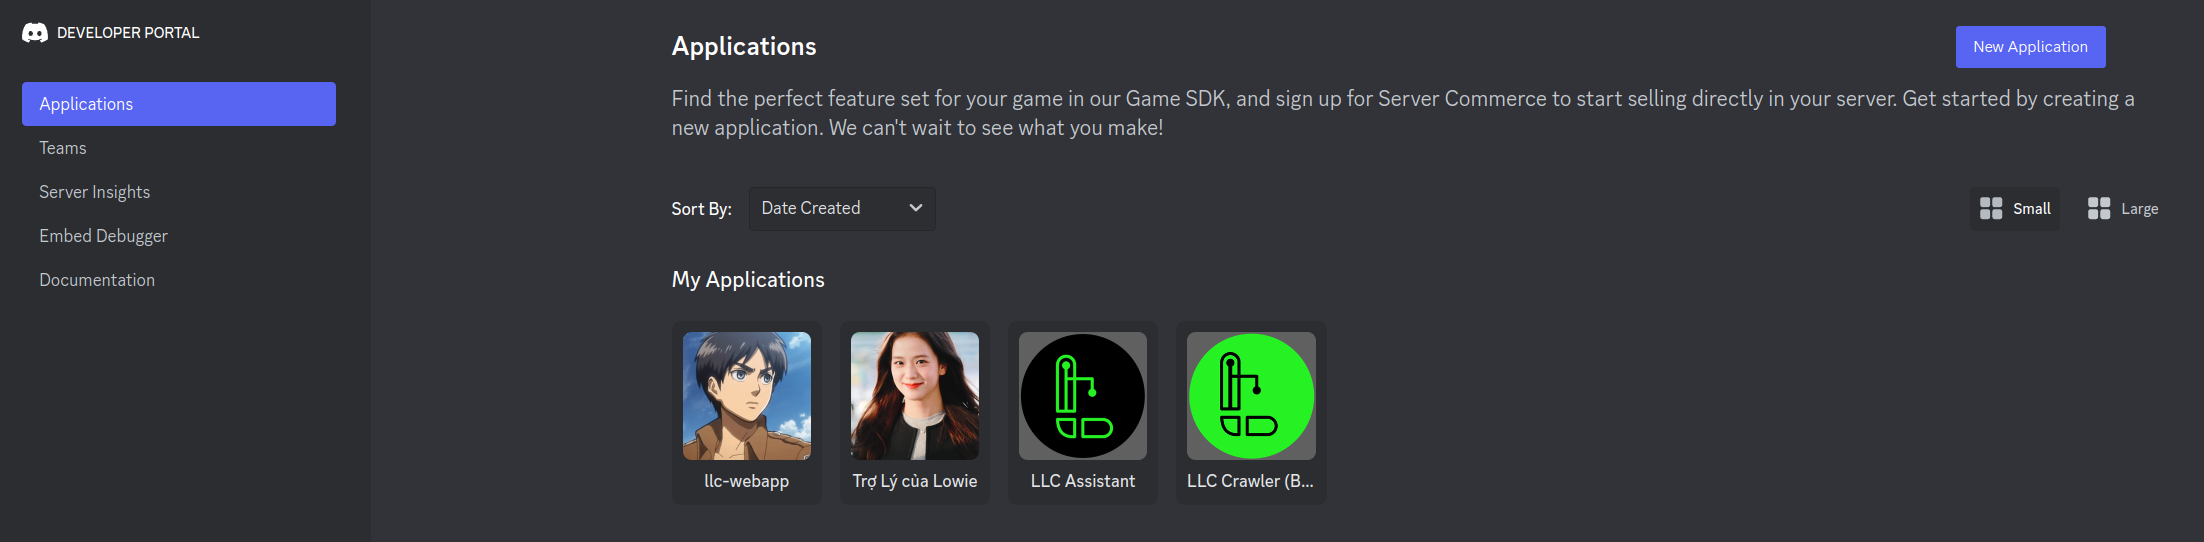 DEVELOPER PORTAL
Applications
Teams
Server Insights
Embed Debugger
Documentation
Applications
New Application
Find the perfect feature set for your game in our Game SDK, and sign up for Server Commerce to start selling directly in your server. Get started by creating a
new application. We can't wait to see what you make!
Sort By:
Date Created
Small
Large
My Applications
llc-webapp
Trợ Lý của Lowie
LLC Assistant
LLC Crawler (B...